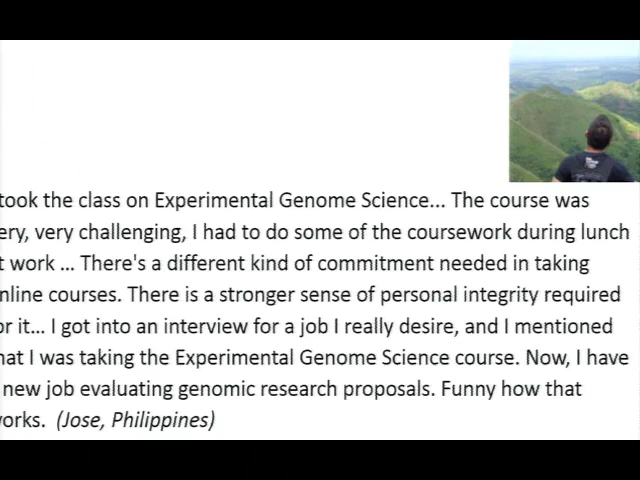 took the class on Experimental Genome Science... The course was
ery, very challenging, I had to do some of the coursework during lunch
t work ... There's a different kind of commitment needed in taking
nline courses. There is a stronger sense of personal integrity required
or it... I got into an interview for a job I really desire, and I mentioned
hat I was taking the Experimental Genome Science course. Now, I have
new job evaluating genomic research proposals. Funny how that
vorks. (Jose, Philippines)